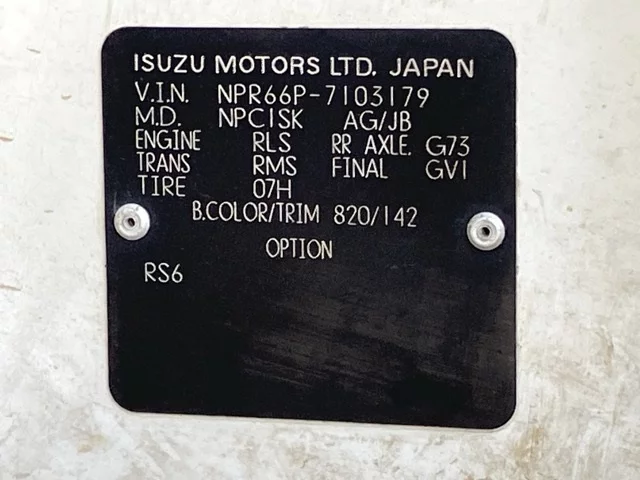 ISUZU MOTORS LTD. JAPAN
V.I.N. NPR66P-7103179
M.D. NPC1SK AG/JB
ENGINE RLS RR AXLE. G73
TRANS RMS FINAL GV1
TIRE 07H
B.COLOR/TRIM 820/142
OPTION
RS6